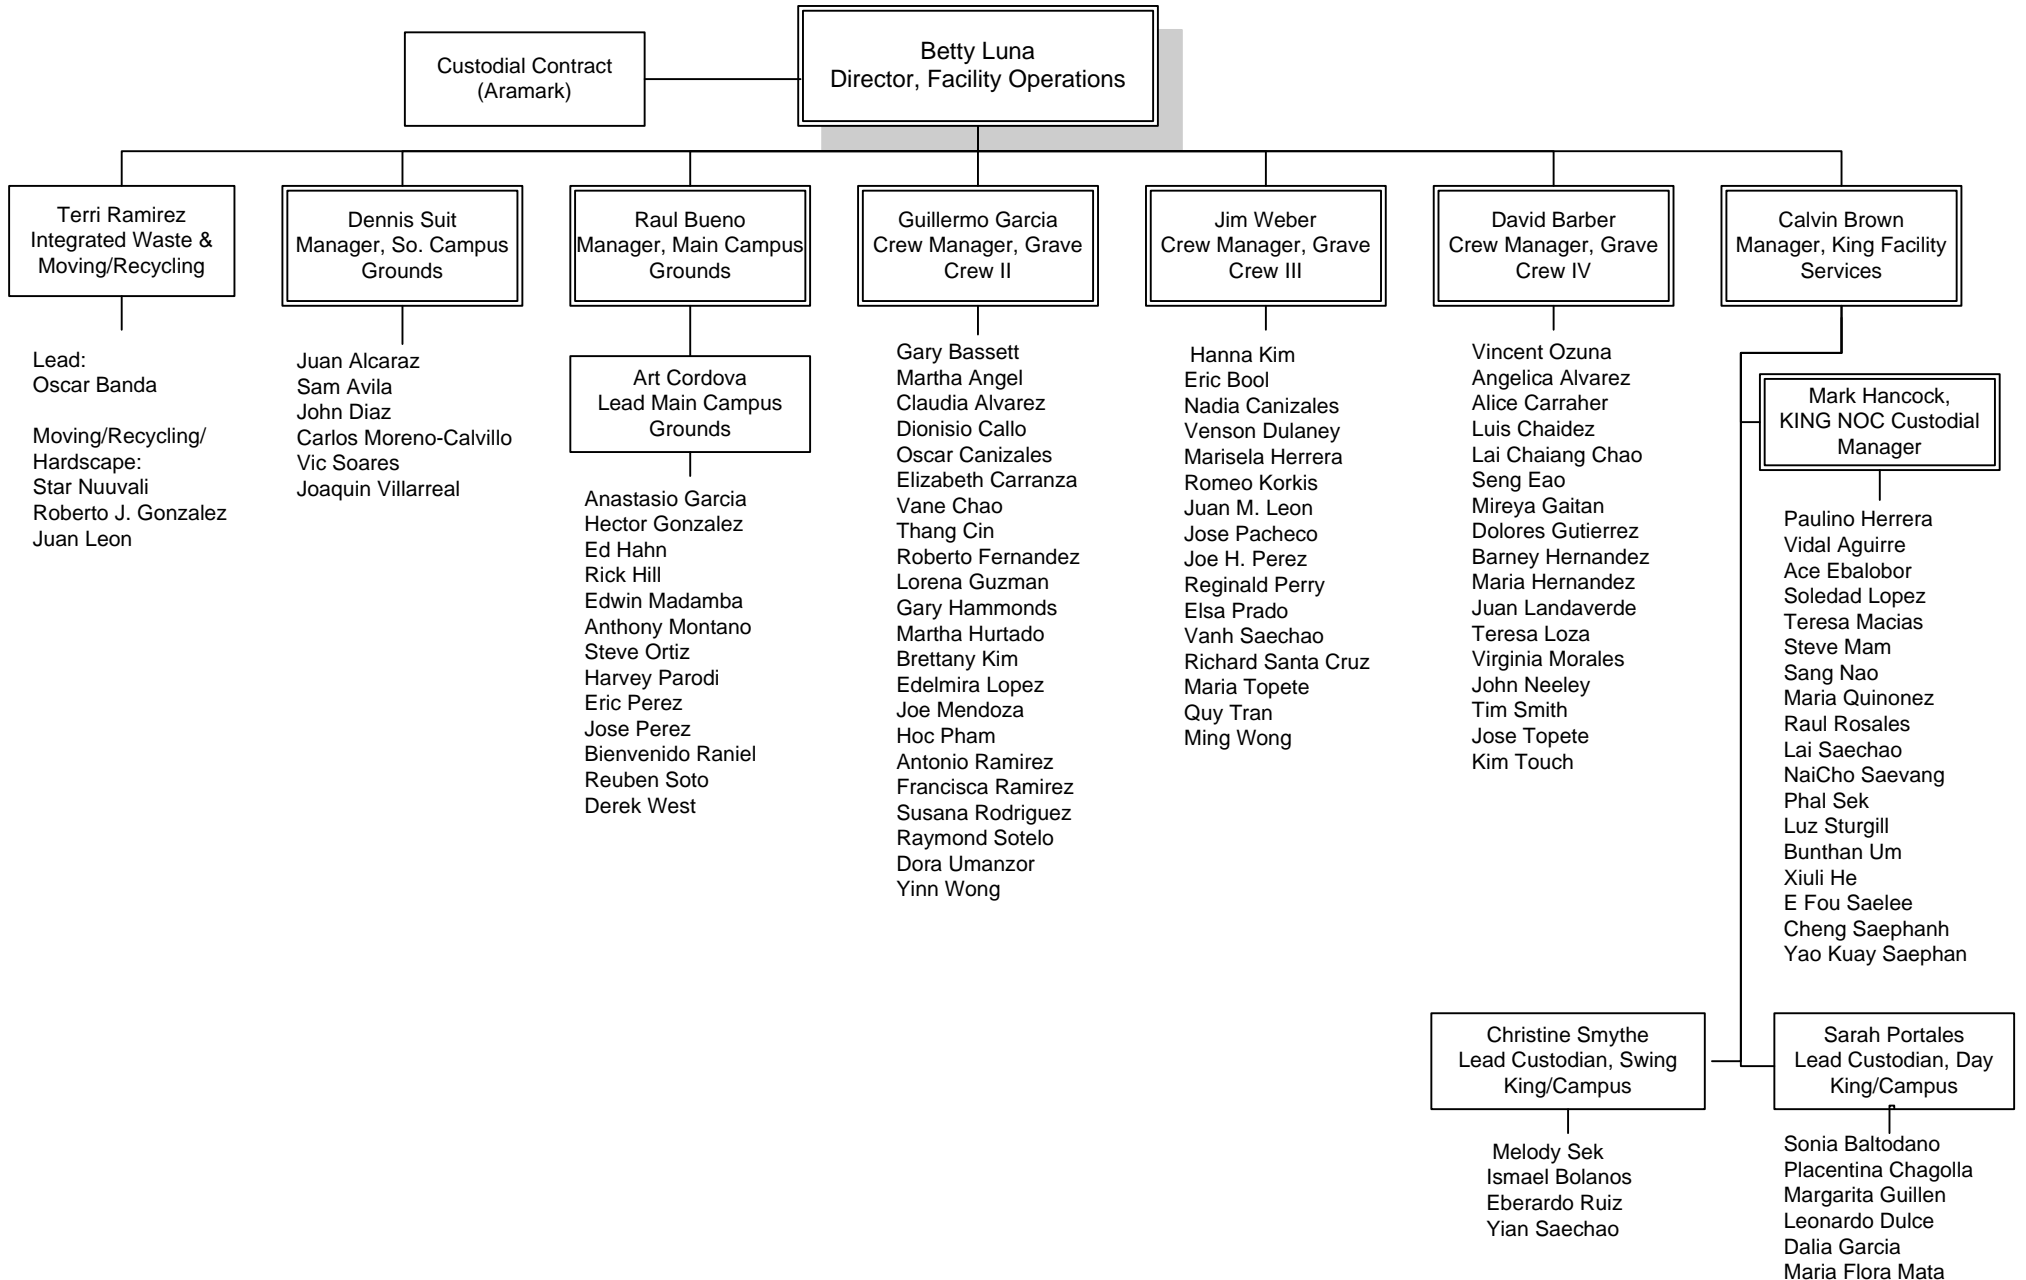 Betty Luna
Director, Facility Operations
Custodial Contract
(Aramark)
Terri Ramirez
Integrated Waste &
Moving/Recycling
Lead:
Oscar Banda
Moving/Recycling/
Hardscape:
Star Nuuvali
Roberto J. Gonzalez
Juan Leon
Dennis Suit
Manager, So. Campus
Grounds
Juan Alcaraz
Sam Avila
John Diaz
Carlos Moreno-Calvillo
Vic Soares
Joaquin Villarreal
Raul Bueno
Manager, Main Campus
Grounds
Art Cordova
Lead Main Campus
Grounds
Anastasio Garcia
Hector Gonzalez
Ed Hahn
Rick Hill
Edwin Madamba
Anthony Montano
Steve Ortiz
Harvey Parodi
Eric Perez
Jose Perez
Bienvenido Raniel
Reuben Soto
Derek West
Guillermo Garcia
Crew Manager, Grave
Crew II
Gary Bassett
Martha Angel
Claudia Alvarez
Dionisio Callo
Oscar Canizales
Elizabeth Carranza
Vane Chao
Thang Cin
Roberto Fernandez
Lorena Guzman
Gary Hammonds
Martha Hurtado
Brettany Kim
Edelmira Lopez
Joe Mendoza
Hoc Pham
Antonio Ramirez
Francisca Ramirez
Susana Rodriguez
Raymond Sotelo
Dora Umanzor
Yinn Wong
Jim Weber
Crew Manager, Grave
Crew III
Hanna Kim
Eric Bool
Nadia Canizales
Venson Dulaney
Marisela Herrera
Romeo Korkis
Juan M. Leon
Jose Pacheco
Joe H. Perez
Reginald Perry
Elsa Prado
Vanh Saechao
Richard Santa Cruz
Maria Topete
Quy Tran
Ming Wong
David Barber
Crew Manager, Grave
Crew IV
Vincent Ozuna
Angelica Alvarez
Alice Carraher
Luis Chaidez
Lai Chaiang Chao
Seng Eao
Mireya Gaitan
Dolores Gutierrez
Barney Hernandez
Maria Hernandez
Juan Landaverde
Teresa Loza
Virginia Morales
John Neeley
Tim Smith
Jose Topete
Kim Touch
Calvin Brown
Manager, King Facility
Services
Mark Hancock,
KING NOC Custodial
Manager
Paulino Herrera
Vidal Aguirre
Ace Ebalobor
Soledad Lopez
Teresa Macias
Steve Mam
Sang Nao
Maria Quinonez
Raul Rosales
Lai Saechao
NaiCho Saevang
Phal Sek
Luz Sturgill
Bunthan Um
Xiuli He
E Fou Saelee
Cheng Saephanh
Yao Kuay Saephan
Christine Smythe
Lead Custodian, Swing
King/Campus
Melody Sek
Ismael Bolanos
Eberardo Ruiz
Yian Saechao
Sarah Portales
Lead Custodian, Day
King/Campus
Sonia Baltodano
Placentina Chagolla
Margarita Guillen
Leonardo Dulce
Dalia Garcia
Maria Flora Mata